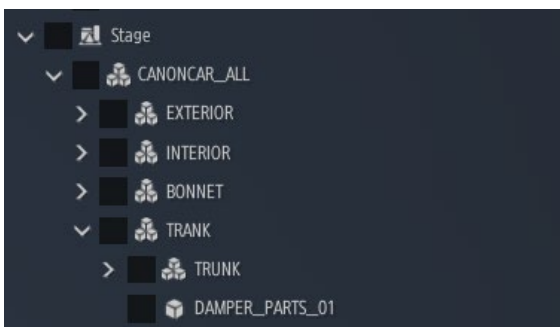 Stage
CANONCAR_ALL
EXTERIOR
INTERIOR
BONNET
TRANK
TRUNK
DAMPER_PARTS_01